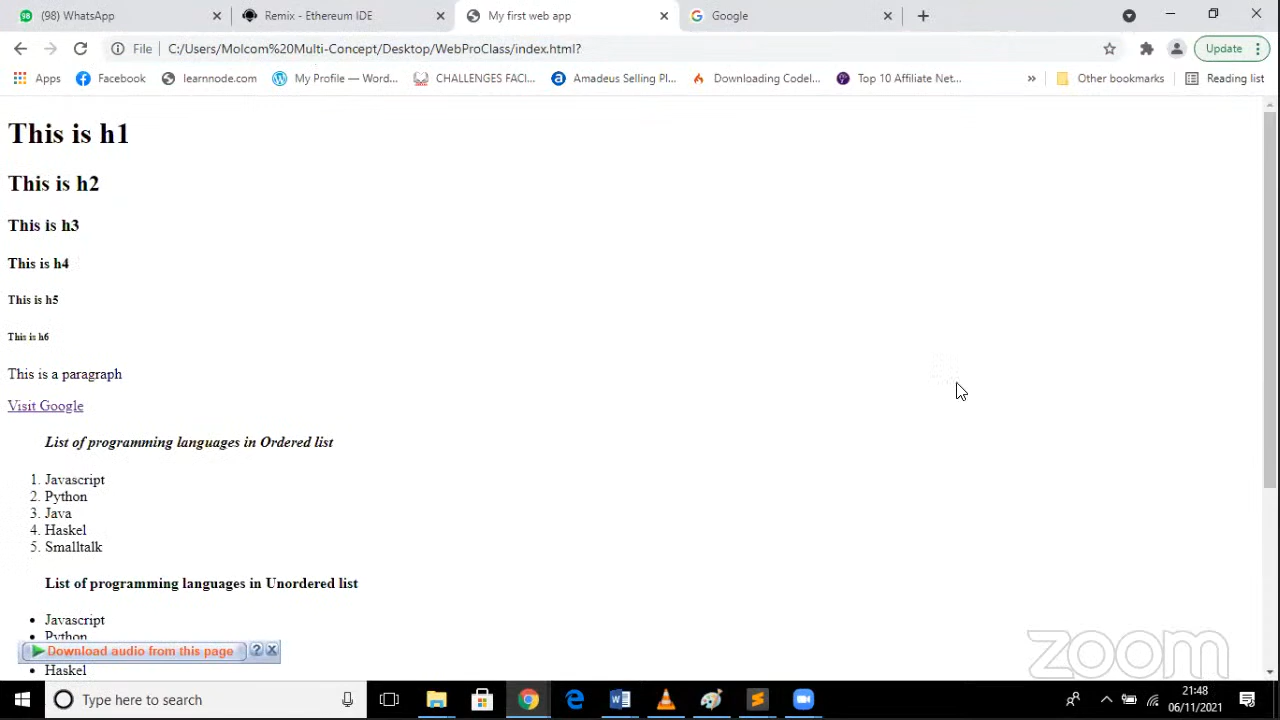 (98) WhatsApp
Remix - Ethereum IDE
My first web app
Google
File
C:/Users/Molcom%20Multi-Concept/Desktop/WebProClass/index.html?
Update
Apps
Facebook
learnnode.com
My Profile — Word...
CHALLENGES FACI...
Amadeus Selling Pl...
Downloading Codel...
Top 10 Affiliate Net...
»
Other bookmarks
Reading list
This is h1
This is h2
This is h3
This is h4
This is h5
This is h6
This is a paragraph
Visit Google
List of programming languages in Ordered list
1. Javascript
2. Python
3. Java
4. Haskel
5. Smalltalk
List of programming languages in Unordered list
• Javascript
• Python
Download audio from this page
?
X
• Haskel
zoom
Type here to search
21:48
06/11/2021